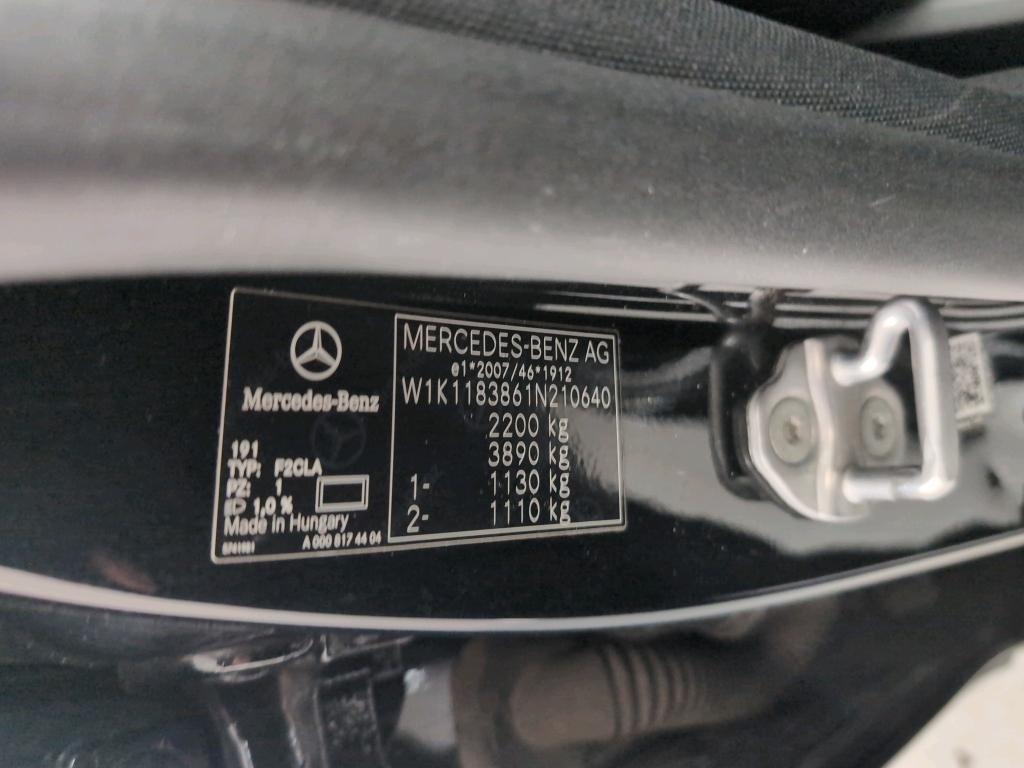 Mercedes-Benz
191
TYP: F2CLA
PZ: 1
1,0 %
Made in Hungary
A 000 817 44 04
MERCEDES-BENZ AG
e1*2007/46*1912
W1K1183861N210640
2200 kg
3890 kg
1- 1130 kg
2- 1110 kg